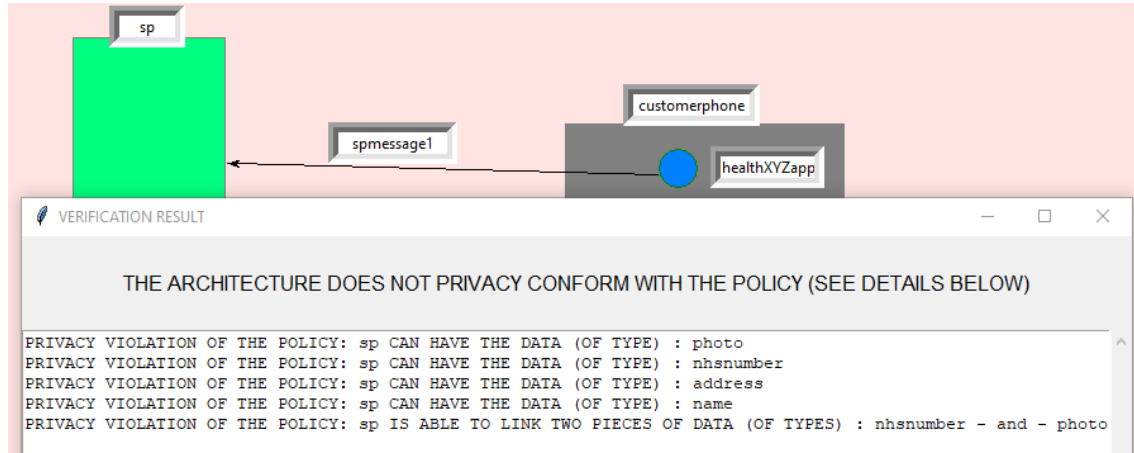 sp
customerphone
spmessage1
healthXYZapp
VERIFICATION RESULT
THE ARCHITECTURE DOES NOT PRIVACY CONFORM WITH THE POLICY (SEE DETAILS BELOW)
PRIVACY VIOLATION OF THE POLICY: sp CAN HAVE THE DATA (OF TYPE) : photo
PRIVACY VIOLATION OF THE POLICY: sp CAN HAVE THE DATA (OF TYPE) : nhsnumber
PRIVACY VIOLATION OF THE POLICY: sp CAN HAVE THE DATA (OF TYPE) : address
PRIVACY VIOLATION OF THE POLICY: sp CAN HAVE THE DATA (OF TYPE) : name
PRIVACY VIOLATION OF THE POLICY: sp IS ABLE TO LINK TWO PIECES OF DATA (OF TYPES) : nhsnumber - and - photo